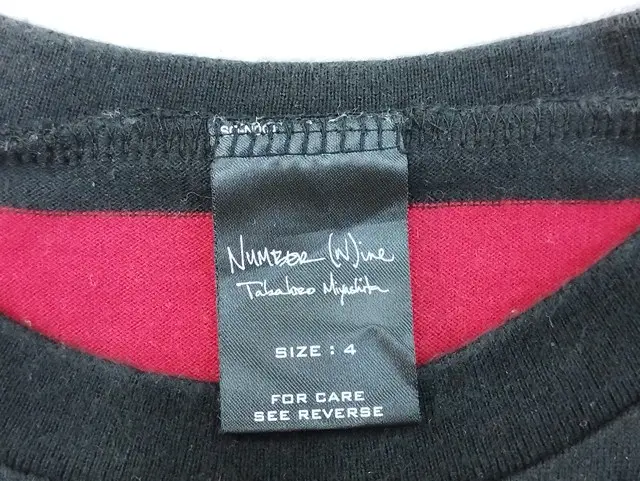 NUMBER (N)ine
Takahiro Miyashita
SIZE : 4
FOR CARE
SEE REVERSE